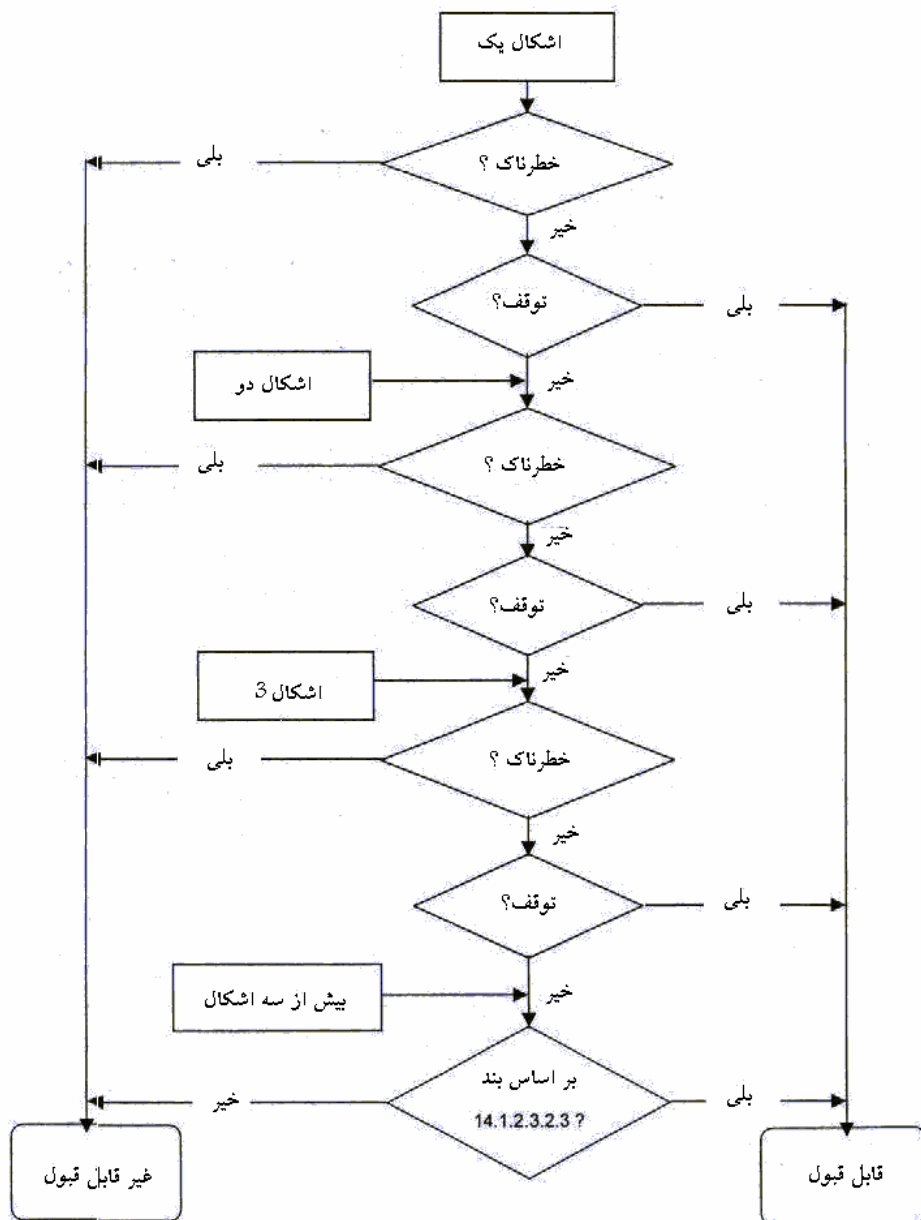 اشکال یک
خطرناک ؟
بلی
خیر
توقف؟
بلی
خیر
اشکال دو
خطرناک ؟
بلی
خیر
توقف؟
بلی
خیر
اشکال 3
خطرناک ؟
بلی
خیر
توقف؟
بلی
خیر
بیش از سه اشکال
بر اساس بند
14.1.2.3.2.3 ?
بلی
خیر
قابل قبول
غیر قابل قبول